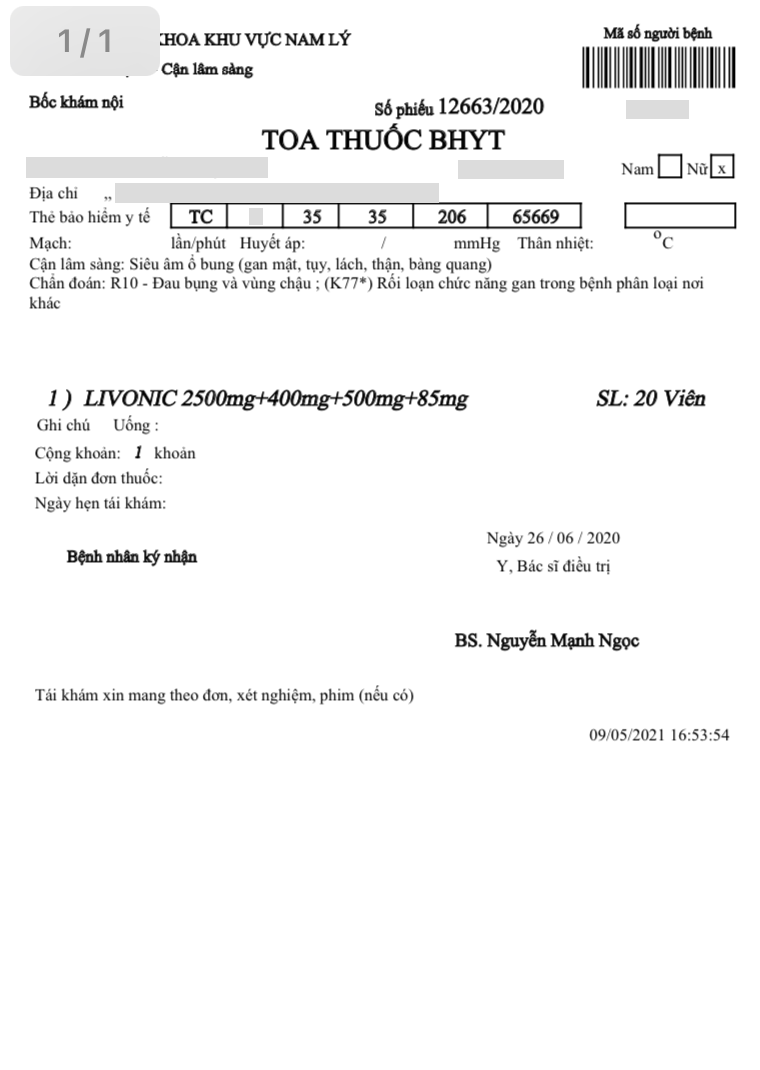 1/1
KHOA KHU VỰC NAM LÝ
Mã số người bệnh
Cận lâm sàng
Bốc khám nội
Số phiếu 12663/2020
TOA THUỐC BHYT
Nam Nữ x
Địa chỉ ,,
Thẻ bảo hiểm y tế TC 35 35 206 65669
Mạch: lần/phút Huyết áp: / mmHg Thân nhiệt: °C
Cận lâm sàng: Siêu âm ổ bung (gan mật, tụy, lách, thận, bàng quang)
Chẩn đoán: R10 - Đau bụng và vùng chậu ; (K77*) Rối loạn chức năng gan trong bệnh phân loại nơi
khác
1 ) LIVONIC 2500mg+400mg+500mg+85mg SL: 20 Viên
Ghi chú Uống :
Cộng khoản: 1 khoản
Lời dặn đơn thuốc:
Ngày hẹn tái khám:
Ngày 26 / 06 / 2020
Bệnh nhân ký nhận
Y, Bác sĩ điều trị
BS. Nguyễn Mạnh Ngọc
Tái khám xin mang theo đơn, xét nghiệm, phim (nếu có)
09/05/2021 16:53:54